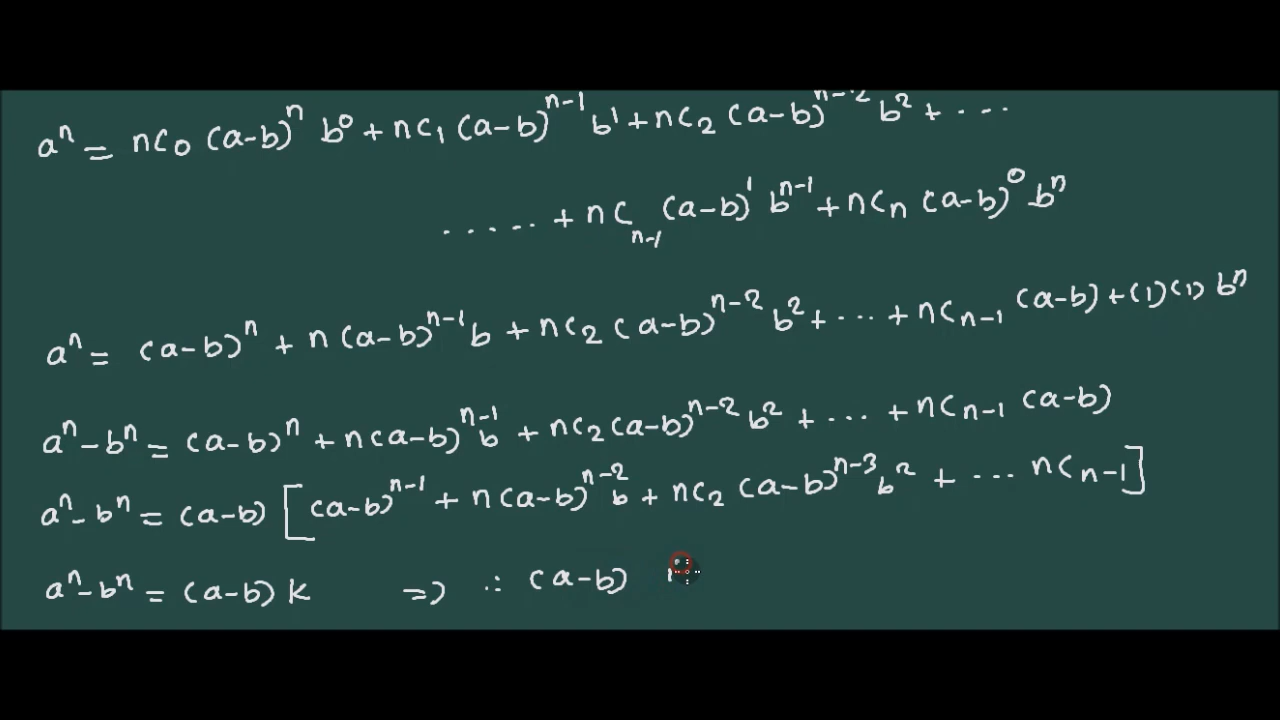 aⁿ = nC₀ (a-b)ⁿ b⁰ + nC₁ (a-b)ⁿ⁻¹ b¹ + nC₂ (a-b)ⁿ⁻² b² + ...
..... + nCₙ₋₁ (a-b)¹ bⁿ⁻¹ + nCₙ (a-b)⁰ bⁿ
aⁿ = (a-b)ⁿ + n (a-b)ⁿ⁻¹ b + nC₂ (a-b)ⁿ⁻² b² + ... + nCₙ₋₁ (a-b) + (1)(1) bⁿ
aⁿ - bⁿ = (a-b)ⁿ + n(a-b)ⁿ⁻¹ b + nC₂ (a-b)ⁿ⁻² b² + ... + nCₙ₋₁ (a-b)
aⁿ - bⁿ = (a-b) [(a-b)ⁿ⁻¹ + n (a-b)ⁿ⁻² b + nC₂ (a-b)ⁿ⁻³ b² + ... nCₙ₋₁]
aⁿ - bⁿ = (a-b) k => ∴ (a-b)